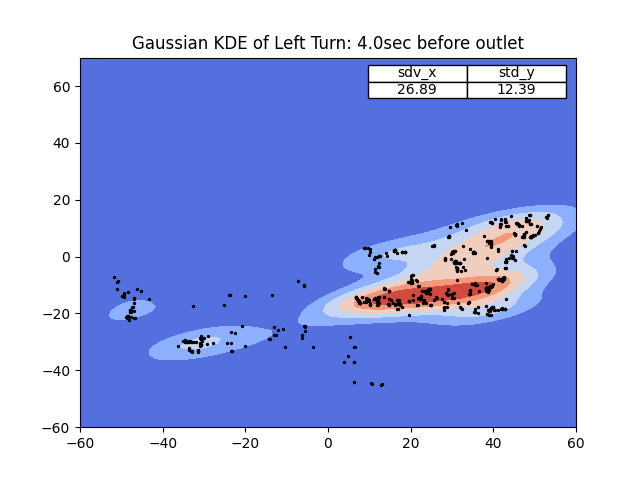 Gaussian KDE of Left Turn: 4.0sec before outlet
sdv_x std_y
26.89 12.39
60
40
20
0
−20
−40
−60
−60 −40 −20 0 20 40 60